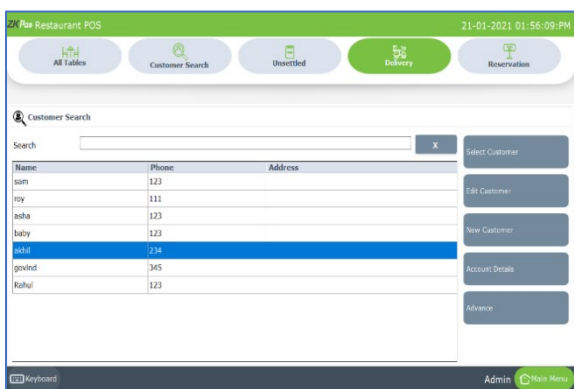 ZKPos Restaurant POS 21-01-2021 01:56:09:PM
All Tables Customer Search Unsettled Delivery Reservation
Customer Search
Search X
Name Phone Address
sam 123
roy 111
asha 123
baby 123
akhil 234
govind 345
Rahul 123
Select Customer
Edit Customer
New Customer
Account Details
Advance
Keyboard Admin Main Menu